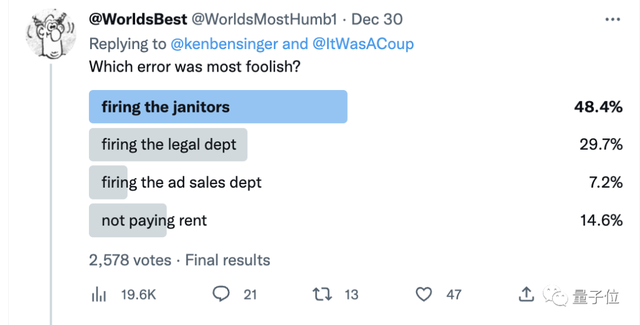 @WorldsBest @WorldsMostHumb1 · Dec 30
Replying to @kenbensinger and @ItWasACoup
Which error was most foolish?
firing the janitors 48.4%
firing the legal dept 29.7%
firing the ad sales dept 7.2%
not paying rent 14.6%
2,578 votes · Final results
19.6K 21 13 47
量子位